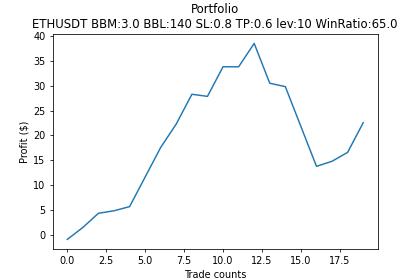 Portfolio
ETHUSDT BBM:3.0 BBL:140 SL:0.8 TP:0.6 lev:10 WinRatio:65.0
40
35
30
25
20
15
10
5
0
Profit ($)
0.0 2.5 5.0 7.5 10.0 12.5 15.0 17.5
Trade counts